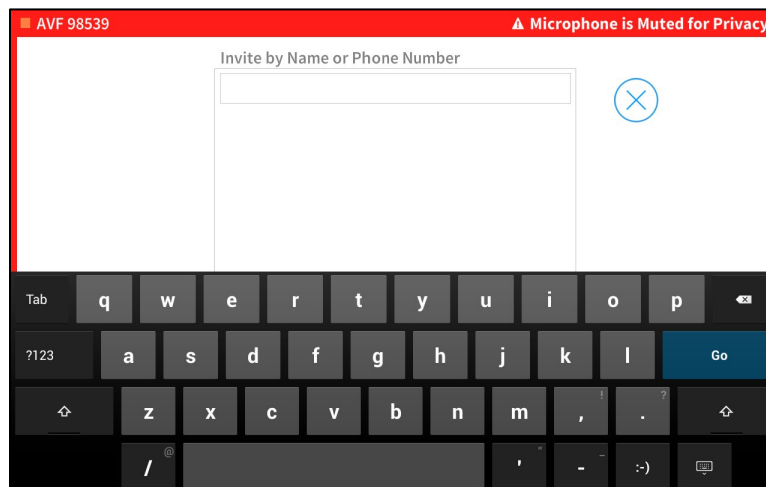 AVF 98539
Microphone is Muted for Privacy
Invite by Name or Phone Number
Tab q w e r t y u i o p
?123 a s d f g h j k l Go
z x c v b n m , ! . ?
/ @ ' " - _ :-)